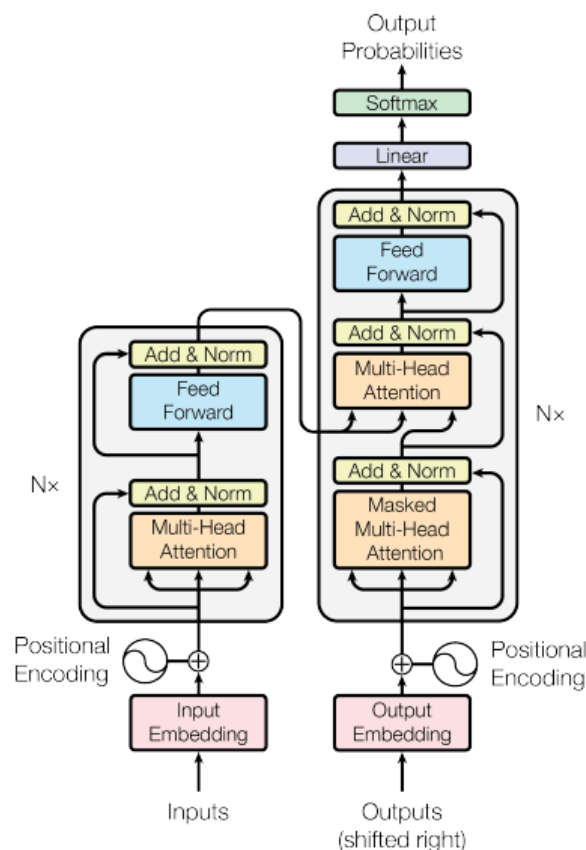 Output
Probabilities
Softmax
Linear
Add & Norm
Feed
Forward
Add & Norm
Multi-Head
Attention
Add & Norm
Masked
Multi-Head
Attention
Nx
Add & Norm
Feed
Forward
Add & Norm
Multi-Head
Attention
Nx
Positional
Encoding
Positional
Encoding
Input
Embedding
Output
Embedding
Inputs
Outputs
(shifted right)